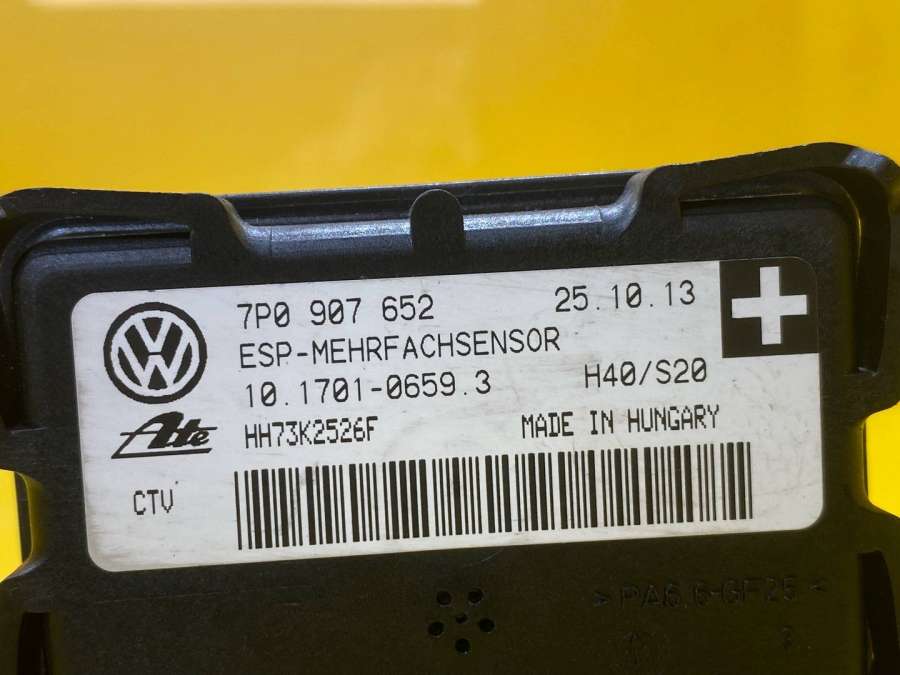 7P0 907 652 25.10.13
ESP-MEHRFACHSENSOR
10.1701-0659.3 H40/S20
Ate HH73K2526F MADE IN HUNGARY
CTV
>PA6.6-GF25<